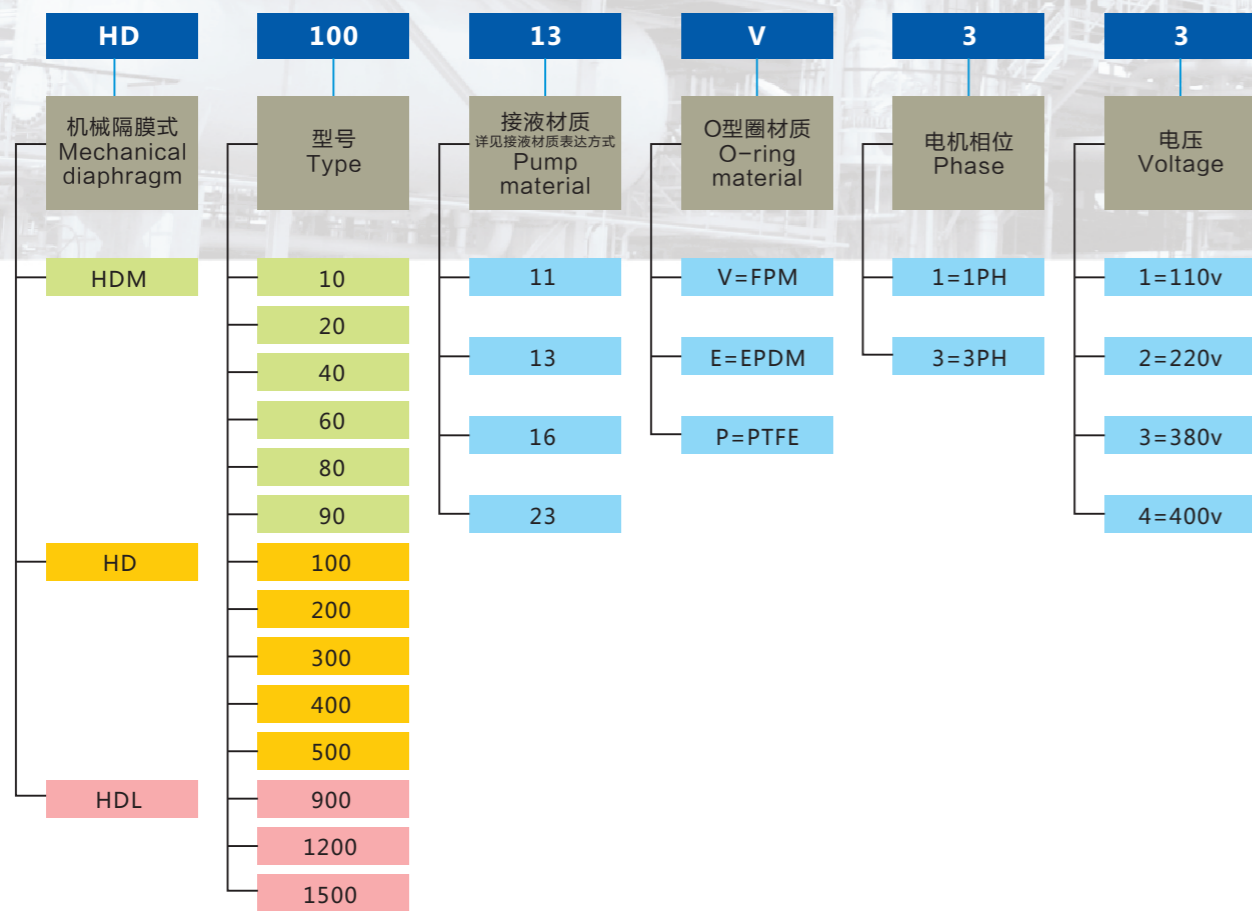 HD
100
13
V
3
3
机械隔膜式
Mechanical
diaphragm
型号
Type
接液材质
详见接液材质表达方式
Pump
material
O型圈材质
O-ring
material
电机相位
Phase
电压
Voltage
HDM
10
11
V=FPM
1=1PH
1=110v
20
13
E=EPDM
3=3PH
2=220v
40
60
16
P=PTFE
3=380v
80
90
23
4=400v
HD
100
200
300
400
500
HDL
900
1200
1500